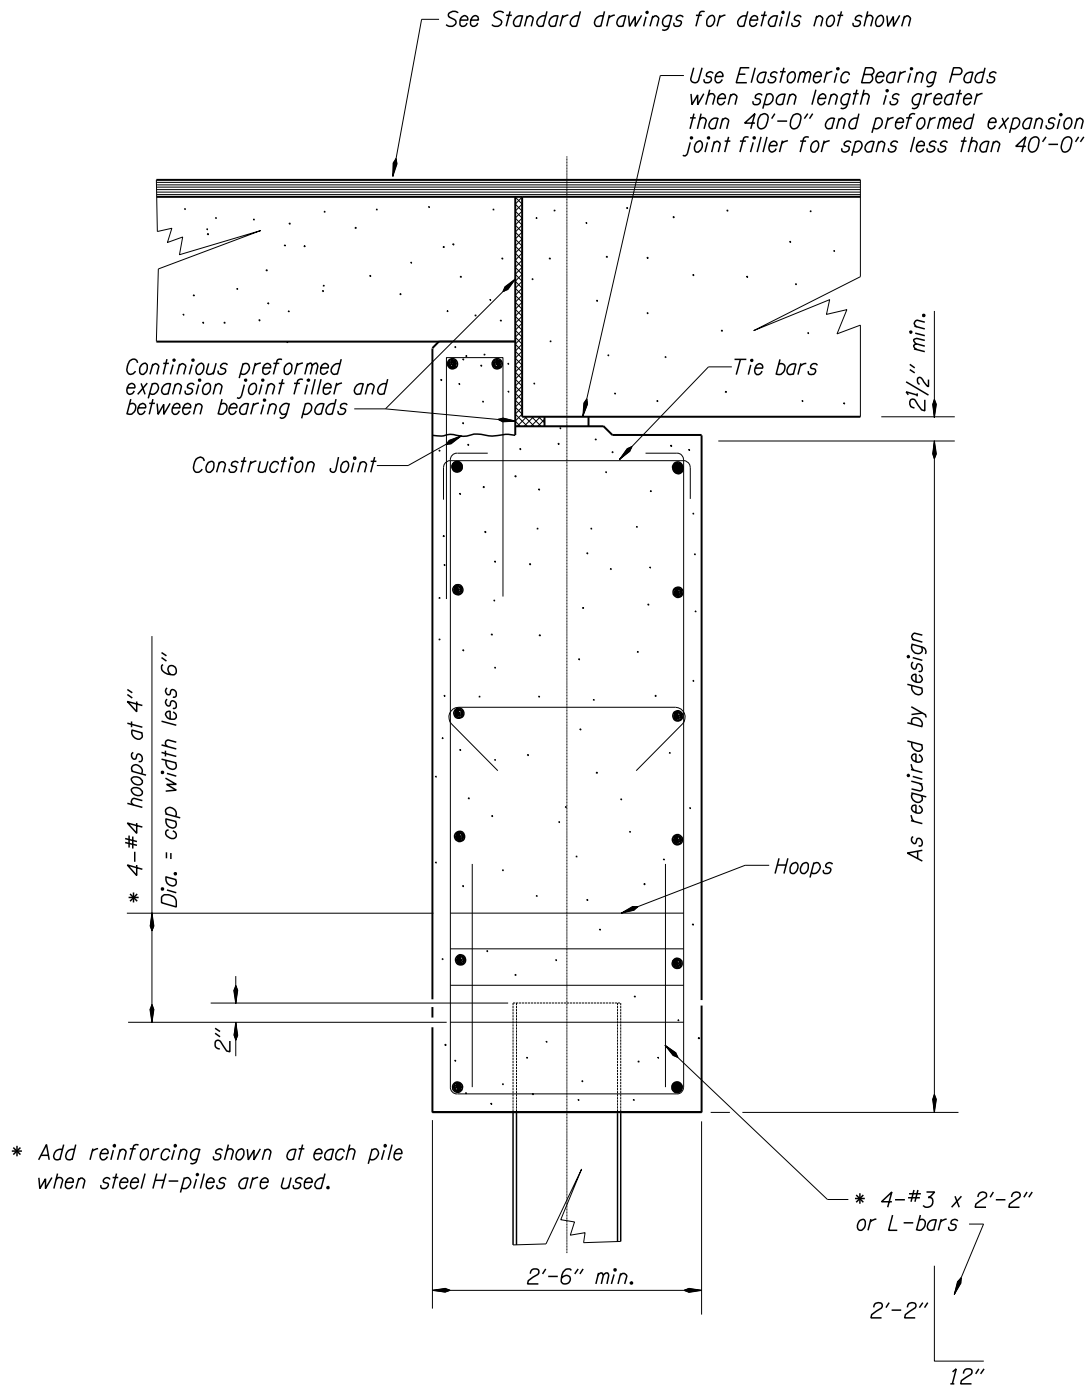 See Standard drawings for details not shown
Use Elastomeric Bearing Pads
when span length is greater
than 40'-0" and preformed expansion
joint filler for spans less than 40'-0"
2½" min.
Continious preformed
expansion joint filler and
between bearing pads
Tie bars
Construction Joint
As required by design
* 4-#4 hoops at 4"
Dia. = cap width less 6"
Hoops
2"
* Add reinforcing shown at each pile
when steel H-piles are used.
* 4-#3 x 2'-2"
or L-bars
2'-6" min.
2'-2"
12"